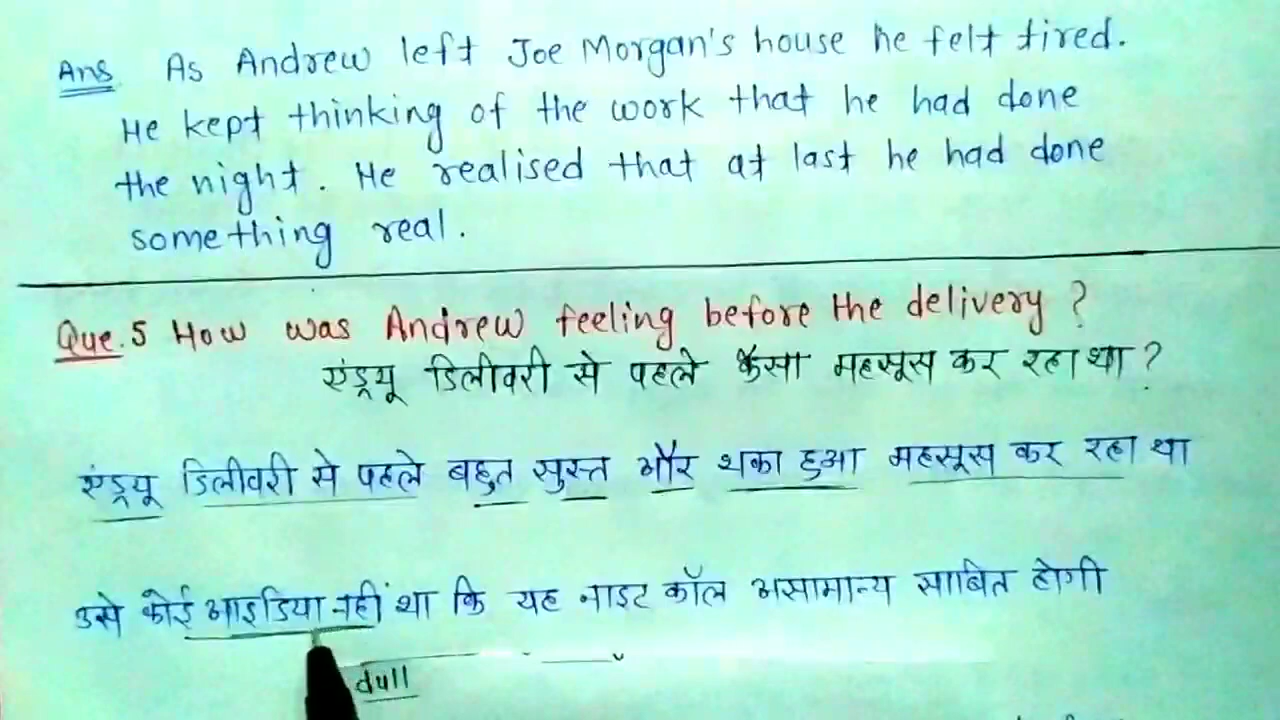 Ans As Andrew left Joe Morgan's house he felt tired.
He kept thinking of the work that he had done
the night. He realised that at last he had done
something real.
Que.5 How was Andrew feeling before the delivery ?
एंड्रयू डिलीवरी से पहले कैसा महसूस कर रहा था ?
एंड्रयू डिलीवरी से पहले बहुत सुस्त और थका हुआ महसूस कर रहा था
उसे कोई आइडिया नहीं था कि यह नाइट कॉल असामान्य साबित होगी
dull